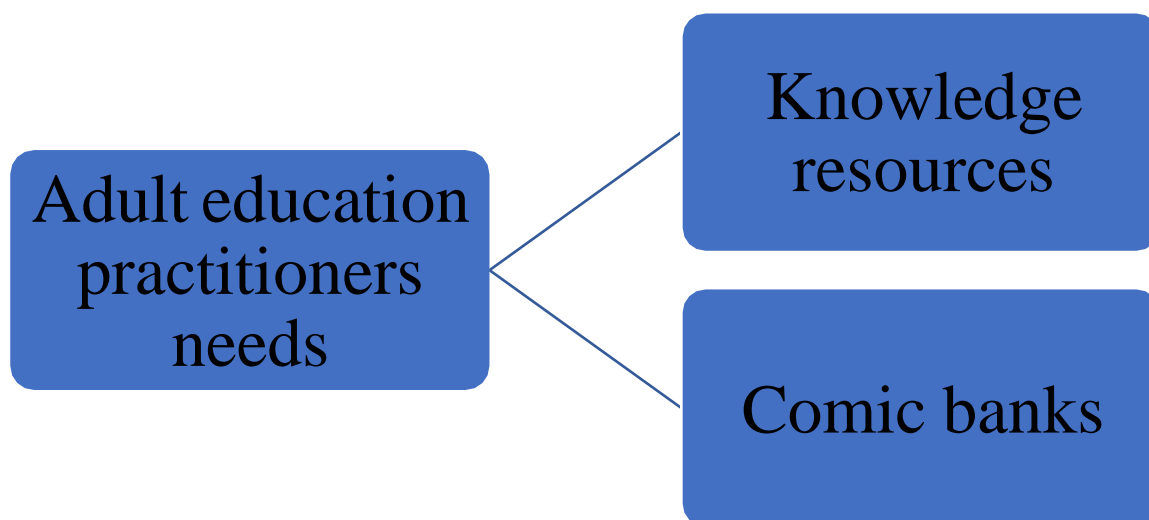 Adult education
practitioners
needs
Knowledge
resources
Comic banks